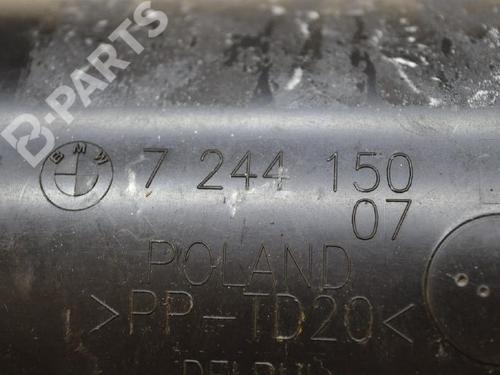 B-PARTS
BMW 7 244 150
07
POLAND
>PP-TD20<